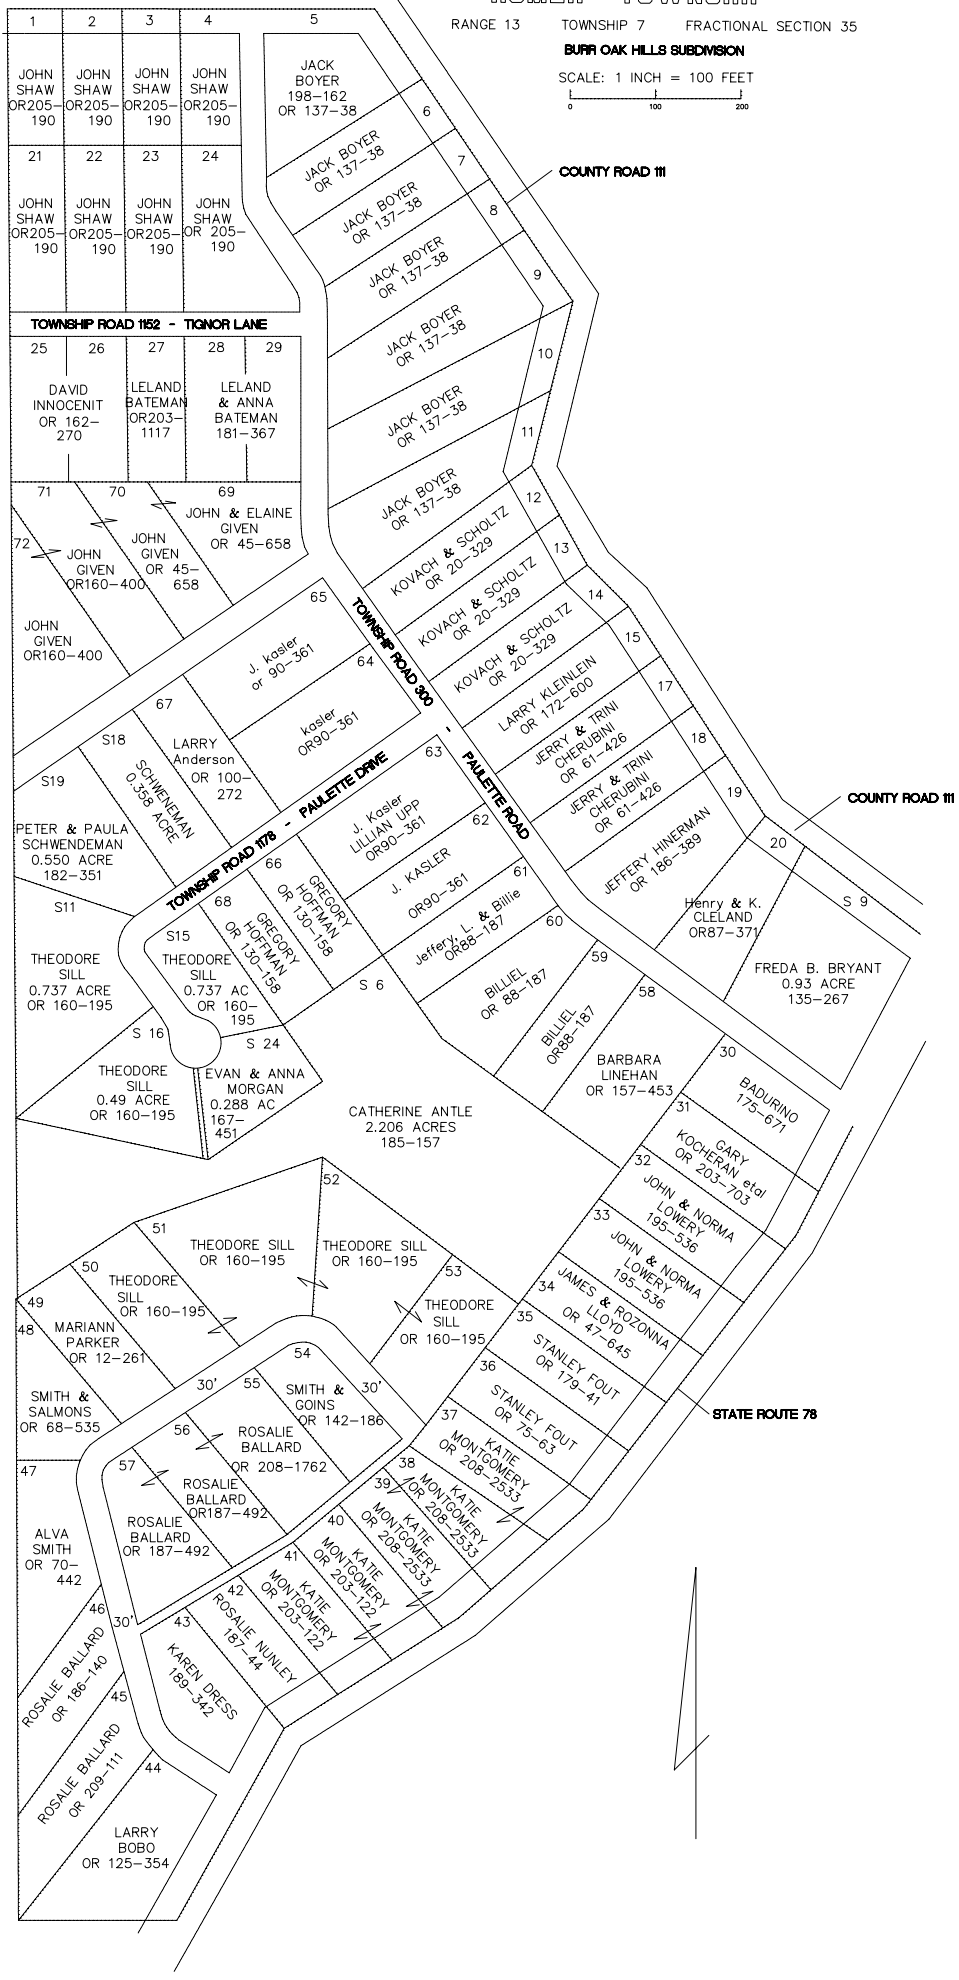 HOMER TOWNSHIP
RANGE 13 TOWNSHIP 7 FRACTIONAL SECTION 35
BURR OAK HILLS SUBDIVISION
SCALE: 1 INCH = 100 FEET
0 100 200
1
JOHN
SHAW
OR205-
190
2
JOHN
SHAW
OR205-
190
3
JOHN
SHAW
OR205-
190
4
JOHN
SHAW
OR205-
190
5
JACK
BOYER
198-162
OR 137-38
21
JOHN
SHAW
OR205-
190
22
JOHN
SHAW
OR205-
190
23
JOHN
SHAW
OR205-
190
24
JOHN
SHAW
OR 205-
190
6
JACK BOYER
OR 137-38
7
JACK BOYER
OR 137-38
8
JACK BOYER
OR 137-38
COUNTY ROAD 111
9
JACK BOYER
OR 137-38
10
JACK BOYER
OR 137-38
11
JACK BOYER
OR 137-38
TOWNSHIP ROAD 1152 - TIGNOR LANE
25
26
DAVID
INNOCENIT
OR 162-
270
27
LELAND
BATEMAN
OR203-
1117
28
29
LELAND
& ANNA
BATEMAN
181-367
71
70
69
JOHN & ELAINE
GIVEN
OR 45-658
JOHN
GIVEN
OR 45-
658
JOHN
GIVEN
OR160-400
72
JOHN
GIVEN
OR160-400
12
KOVACH & SCHOLTZ
OR 20-329
13
KOVACH & SCHOLTZ
OR 20-329
14
KOVACH & SCHOLTZ
OR 20-329
15
LARRY KLEINLEIN
OR 172-600
17
JERRY & TRINI
CHERUBINI
OR 61-426
18
JERRY & TRINI
CHERUBINI
OR 61-426
19
JEFFERY HINERMAN
OR 186-389
20
Henry & K.
CLELAND
OR87-371
COUNTY ROAD 111
S 9
FREDA B. BRYANT
0.93 ACRE
135-267
TOWNSHIP ROAD 300 - PAULETTE ROAD
65
J. Kasler
or 90-361
64
kasler
OR90-361
67
LARRY
Anderson
OR 100-
272
S18
SCHWENEMAN
0.358 ACRE
S19
PETER & PAULA
SCHWENDEMAN
0.550 ACRE
182-351
TOWNSHIP ROAD 1178 - PAULETTE DRIVE
63
J. Kasler
LILLIAN UPP
OR90-361
62
J. KASLER
OR90-361
61
Jeffery, L. & Billie
OR88-187
60
BILLIEL
OR 88-187
59
BILLIEL
OR88-187
58
BARBARA
LINEHAN
OR 157-453
66
GREGORY
HOFFMAN
OR 130-158
68
GREGORY
HOFFMAN
OR 130-158
S11
THEODORE
SILL
0.737 ACRE
OR 160-195
S15
THEODORE
SILL
0.737 AC
OR 160-
195
S 6
S 16
THEODORE
SILL
0.49 ACRE
OR 160-195
S 24
EVAN & ANNA
MORGAN
0.288 AC
167-
451
CATHERINE ANTLE
2.206 ACRES
185-157
30
BADURINO
175-671
31
GARY
KOCHERAN etal
OR 203-703
32
JOHN & NORMA
LOWERY
195-536
33
JOHN & NORMA
LOWERY
195-536
34
JAMES & ROZONNA
LLOYD
OR 47-645
35
STANLEY FOUT
OR 179-41
36
STANLEY FOUT
OR 75-63
STATE ROUTE 78
37
KATIE
MONTGOMERY
OR 208-2533
38
KATIE
MONTGOMERY
OR 208-2533
39
KATIE
MONTGOMERY
OR 208-2533
40
KATIE
MONTGOMERY
OR 203-122
41
KATIE
MONTGOMERY
OR 203-122
42
ROSALIE NUNLEY
187-44
43
KAREN DRESS
189-342
52
THEODORE SILL
OR 160-195
53
THEODORE
SILL
OR 160-195
51
THEODORE SILL
OR 160-195
50
THEODORE
SILL
OR 160-195
49
MARIANN
PARKER
OR 12-261
48
SMITH &
SALMONS
OR 68-535
30'
30'
54
SMITH &
GOINS
OR 142-186
55
ROSALIE
BALLARD
OR 208-1762
56
ROSALIE
BALLARD
OR187-492
57
ROSALIE
BALLARD
OR 187-492
47
ALVA
SMITH
OR 70-
442
30'
46
ROSALIE BALLARD
OR 186-140
45
ROSALIE BALLARD
OR 209-111
44
LARRY
BOBO
OR 125-354